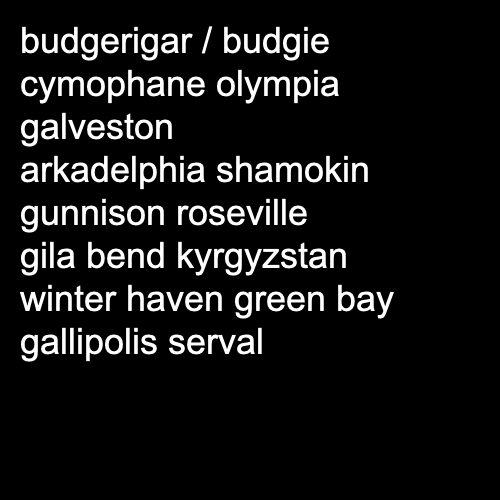 budgerigar / budgie
cymophane olympia
galveston
arkadelphia shamokin
gunnison roseville
gila bend kyrgyzstan
winter haven green bay
gallipolis serval